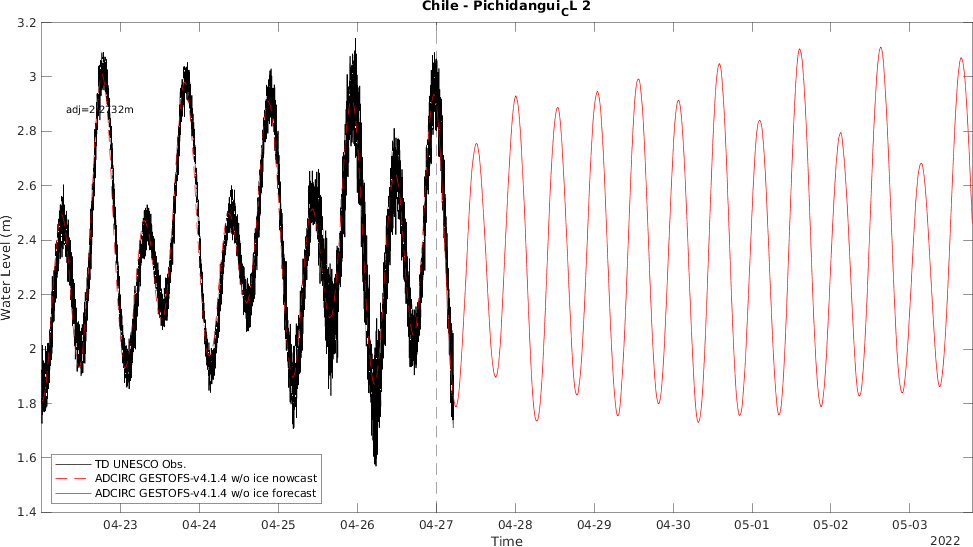 Chile - Pichidangui_CL 2
3.2
3
2.8
2.6
2.4
2.2
2
1.8
1.6
1.4
Water Level (m)
adj=2.2232m
TD UNESCO Obs.
ADCIRC GESTOFS-v4.1.4 w/o ice nowcast
ADCIRC GESTOFS-v4.1.4 w/o ice forecast
04-23 04-24 04-25 04-26 04-27 04-28 04-29 04-30 05-01 05-02 05-03
Time
2022